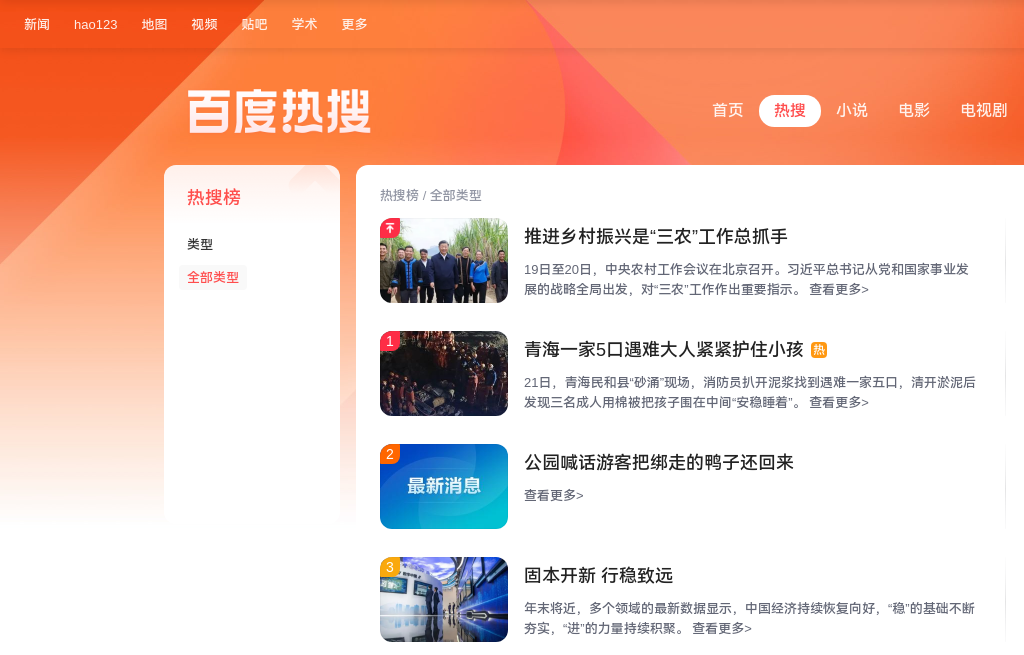 新闻 hao123 地图 视频 贴吧 学术 更多
百度热搜
首页 热搜 小说 电影 电视剧
热搜榜
类型
全部类型
热搜榜 / 全部类型
推进乡村振兴是“三农”工作总抓手
19日至20日，中央农村工作会议在北京召开。习近平总书记从党和国家事业发
展的战略全局出发，对“三农”工作作出重要指示。 查看更多>
1
青海一家5口遇难大人紧紧护住小孩 热
21日，青海民和县“砂涌”现场，消防员扒开泥浆找到遇难一家五口，清开淤泥后
发现三名成人用棉被把孩子围在中间“安稳睡着”。 查看更多>
2
最新消息
公园喊话游客把绑走的鸭子还回来
查看更多>
3
固本开新 行稳致远
年末将近，多个领域的最新数据显示，中国经济持续恢复向好，“稳”的基础不断
夯实，“进”的力量持续积聚。 查看更多>